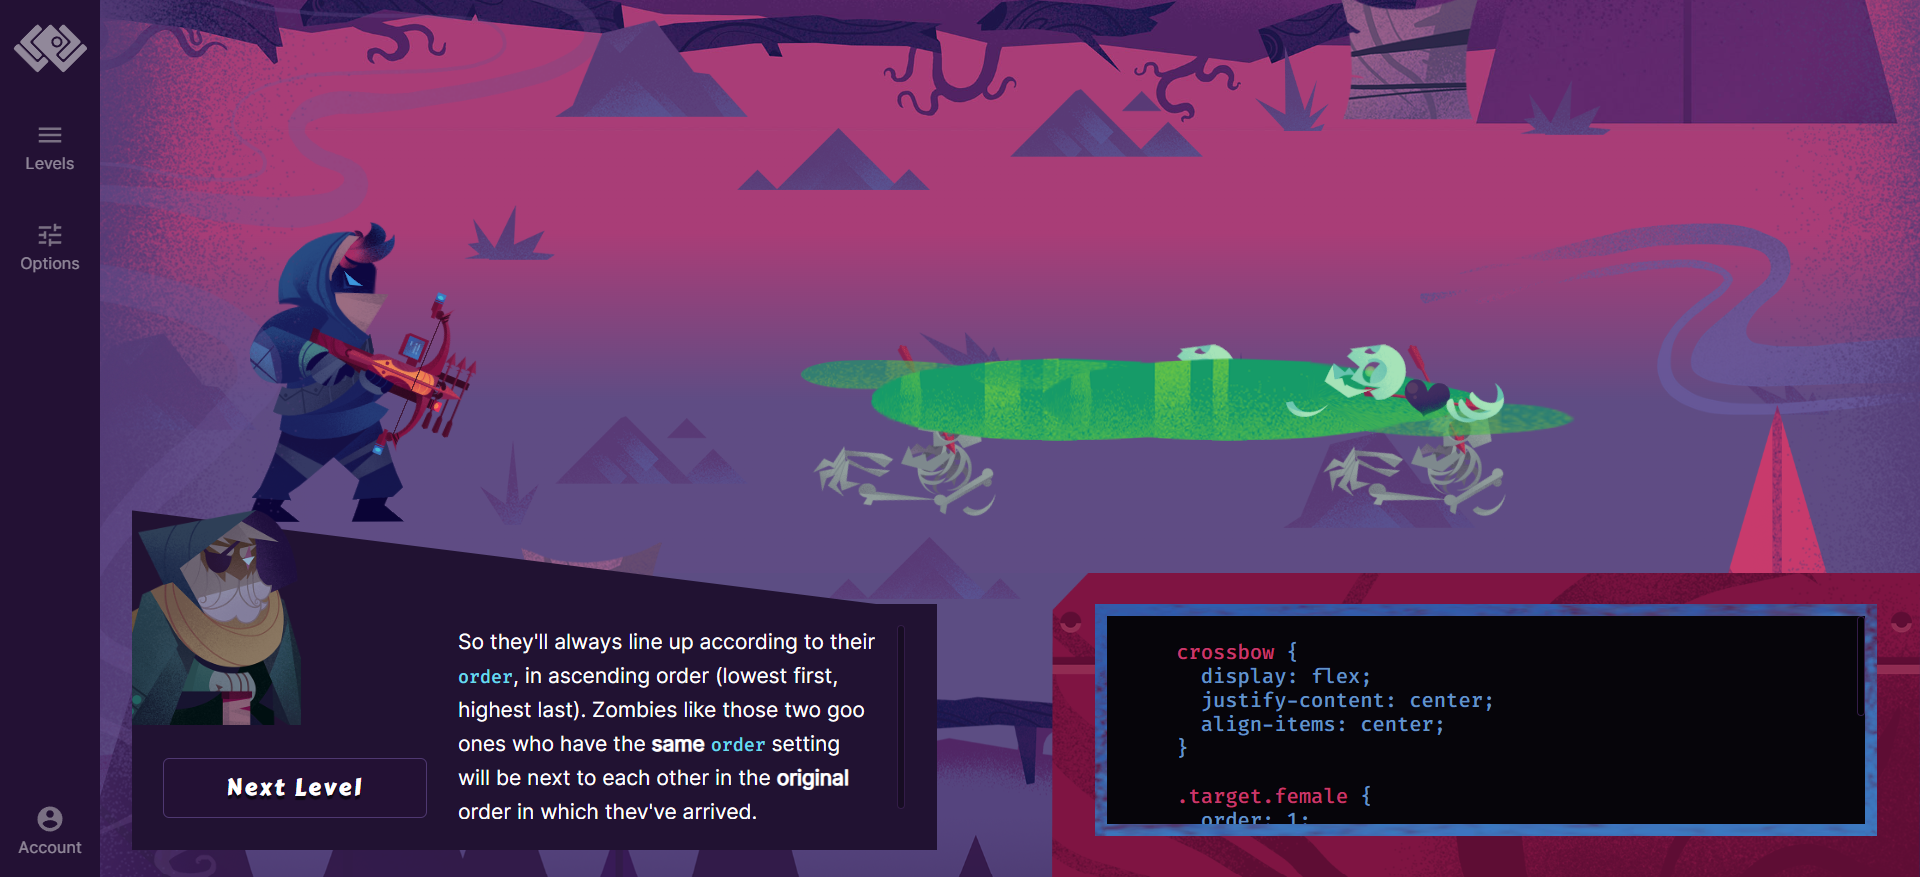 Levels
Options
Account
So they'll always line up according to their
order, in ascending order (lowest first,
highest last). Zombies like those two goo
ones who have the same order setting
will be next to each other in the original
order in which they've arrived.
Next Level
crossbow {
display: flex;
justify-content: center;
align-items: center;
}
.target.female {
order: 1;